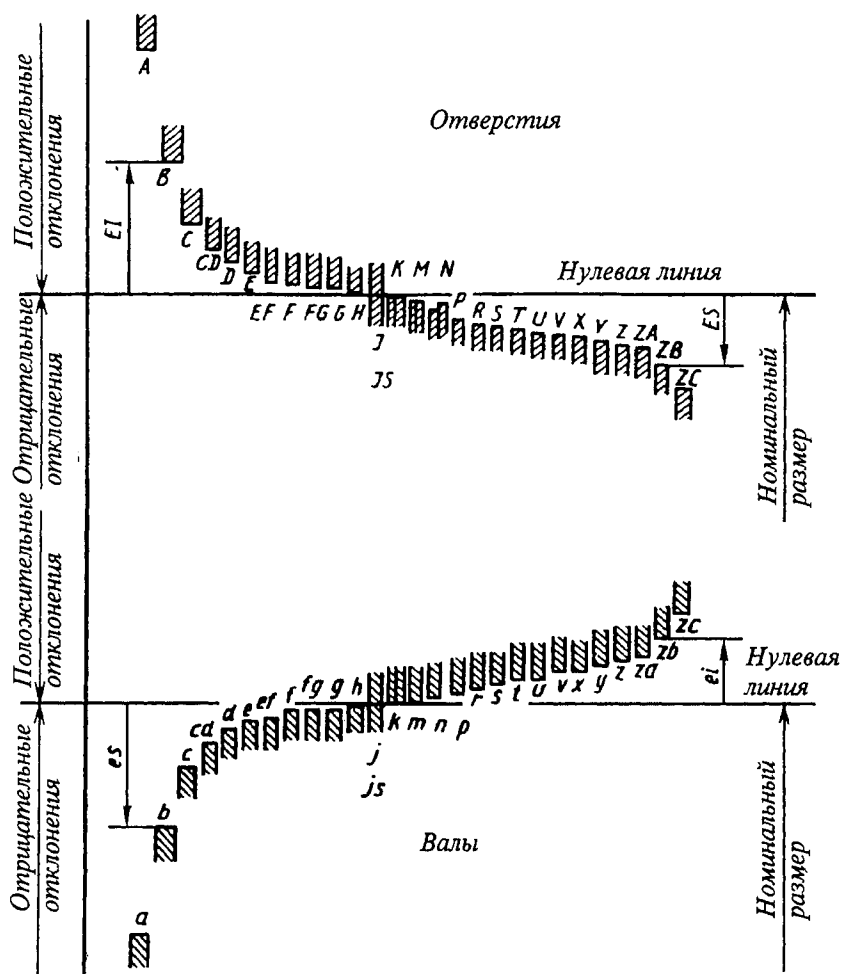 Положительные
отклонения
A
Отверстия
B
EI
C
CD
D
E
K M N
Нулевая линия
EF F FG G H
P
R S T U V X Y Z ZA
ZB
ZC
ES
J
JS
Отрицательные
отклонения
Номинальный
размер
Положительные
отклонения
zc
zb
Нулевая
линия
ei
cd d e ef f fg g h
r s t u v x y z za
k m n p
c
j
js
es
b
Валы
a
Отрицательные
отклонения
Номинальный
размер